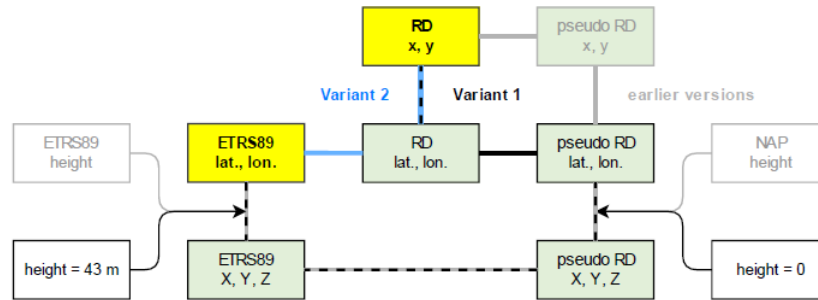 RD
x, y
pseudo RD
x, y
Variant 2
Variant 1
earlier versions
ETRS89
height
ETRS89
lat., lon.
RD
lat., lon.
pseudo RD
lat., lon.
NAP
height
height = 43 m
ETRS89
X, Y, Z
pseudo RD
X, Y, Z
height = 0